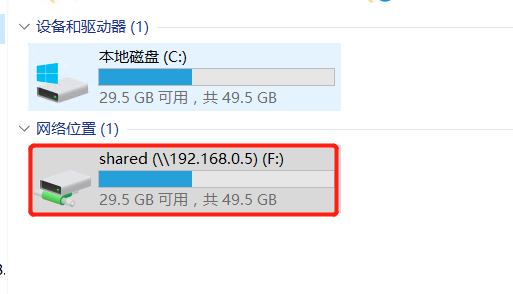 设备和驱动器 (1)
本地磁盘 (C:)
29.5 GB 可用，共 49.5 GB
网络位置 (1)
shared (\\192.168.0.5) (F:)
29.5 GB 可用，共 49.5 GB
3.